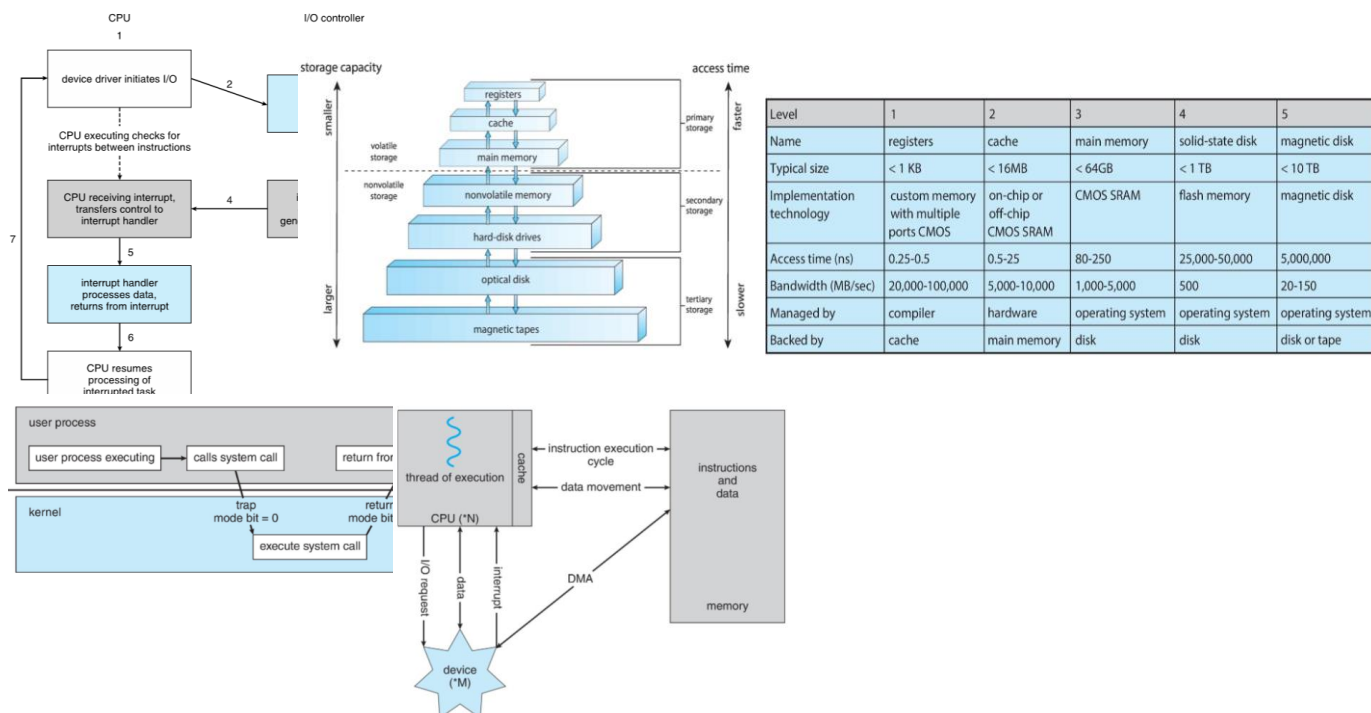 CPU
I/O controller
1
device driver initiates I/O
2
CPU executing checks for
interrupts between instructions
CPU receiving interrupt,
transfers control to
interrupt handler
4
7
5
interrupt handler
processes data,
returns from interrupt
6
CPU resumes
processing of
interrupted task
storage capacity
access time
smaller
larger
faster
slower
volatile
storage
nonvolatile
storage
registers
cache
main memory
nonvolatile memory
hard-disk drives
optical disk
magnetic tapes
primary
storage
secondary
storage
tertiary
storage
Level 1 2 3 4 5
Name registers cache main memory solid-state disk magnetic disk
Typical size < 1 KB < 16MB < 64GB < 1 TB < 10 TB
Implementation custom memory on-chip or CMOS SRAM flash memory magnetic disk
technology with multiple off-chip
ports CMOS CMOS SRAM
Access time (ns) 0.25-0.5 0.5-25 80-250 25,000-50,000 5,000,000
Bandwidth (MB/sec) 20,000-100,000 5,000-10,000 1,000-5,000 500 20-150
Managed by compiler hardware operating system operating system operating system
Backed by cache main memory disk disk disk or tape
user process
user process executing
calls system call
return from
kernel
trap
mode bit = 0
return
mode bit
execute system call
thread of execution
cache
CPU (*N)
instruction execution
cycle
data movement
instructions
and
data
memory
I/O request
data
interrupt
DMA
device
(*M)